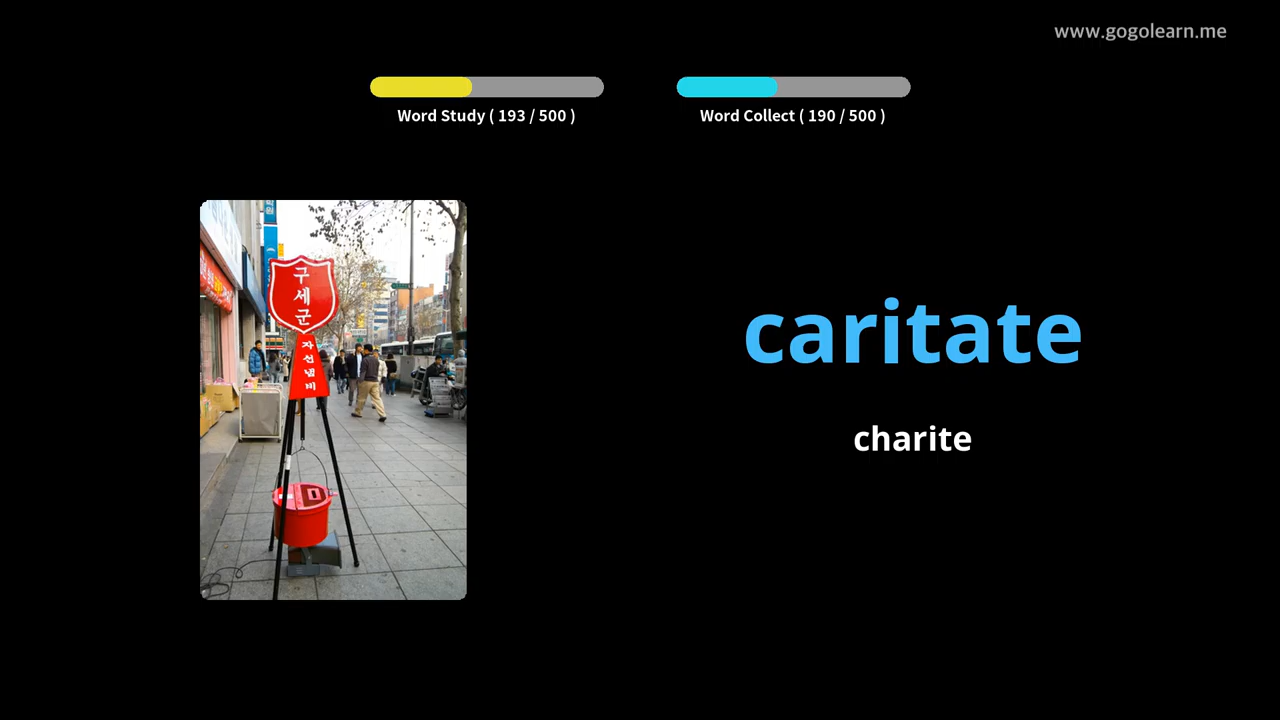 www.gogolearn.me
Word Study ( 193 / 500 )
Word Collect ( 190 / 500 )
구세군
자선냄비
caritate
charite